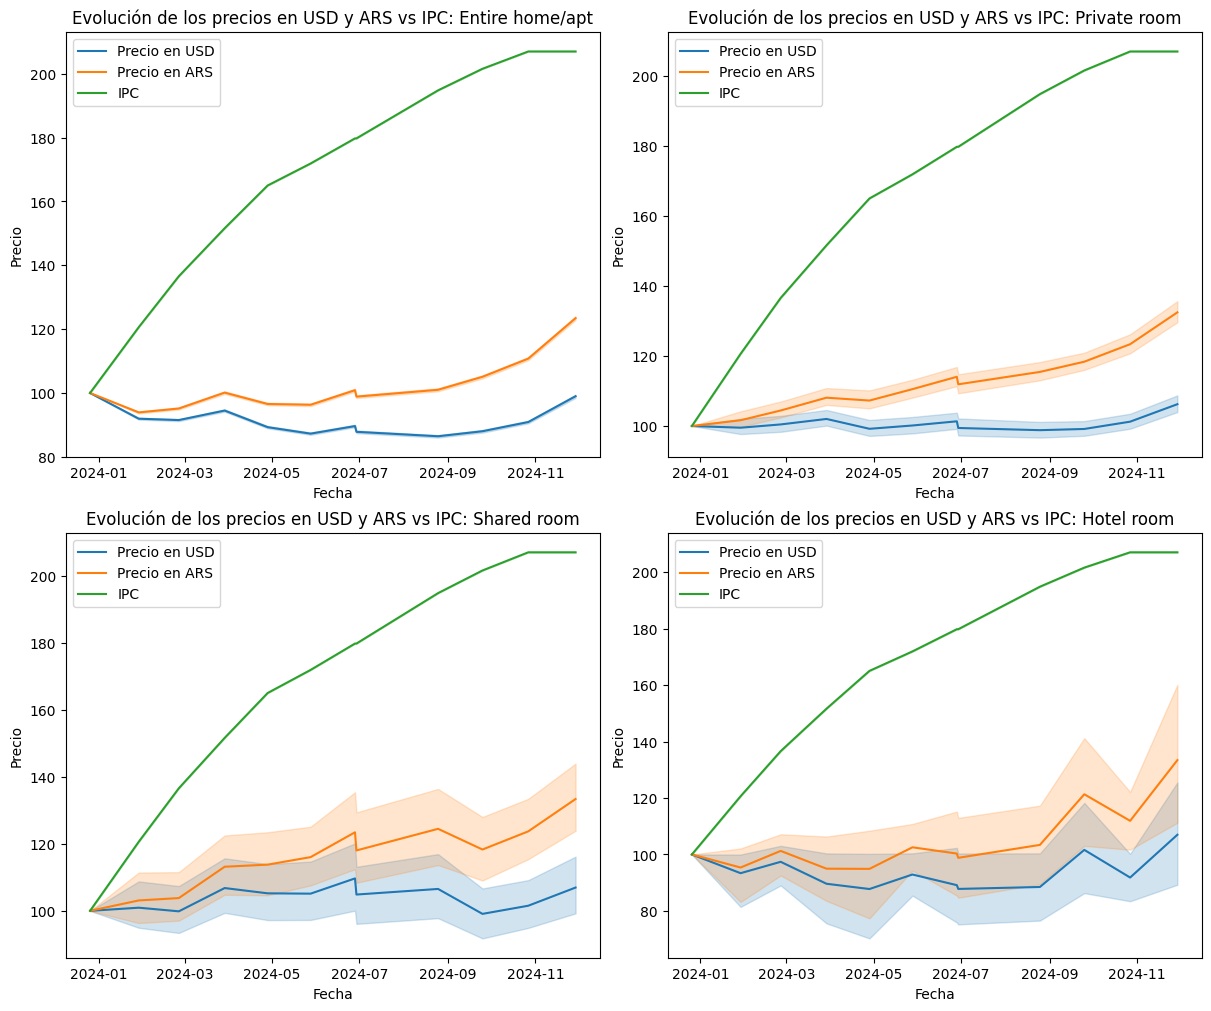 Evolución de los precios en USD y ARS vs IPC: Entire home/apt
Precio en USD
Precio en ARS
IPC
200
180
160
140
120
100
80
Precio
2024-01 2024-03 2024-05 2024-07 2024-09 2024-11
Fecha
Evolución de los precios en USD y ARS vs IPC: Private room
Precio en USD
Precio en ARS
IPC
200
180
160
140
120
100
Precio
2024-01 2024-03 2024-05 2024-07 2024-09 2024-11
Fecha
Evolución de los precios en USD y ARS vs IPC: Shared room
Precio en USD
Precio en ARS
IPC
200
180
160
140
120
100
Precio
2024-01 2024-03 2024-05 2024-07 2024-09 2024-11
Fecha
Evolución de los precios en USD y ARS vs IPC: Hotel room
Precio en USD
Precio en ARS
IPC
200
180
160
140
120
100
80
Precio
2024-01 2024-03 2024-05 2024-07 2024-09 2024-11
Fecha